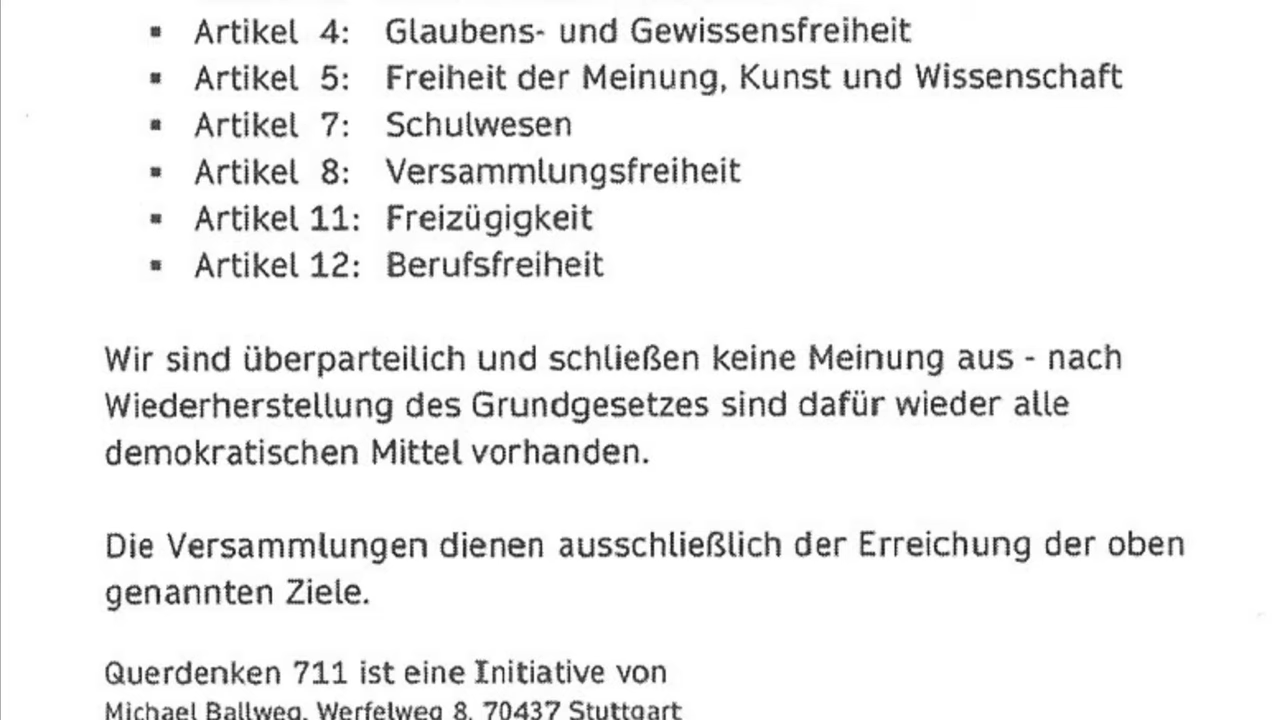 ▪ Artikel 4: Glaubens- und Gewissensfreiheit
▪ Artikel 5: Freiheit der Meinung, Kunst und Wissenschaft
▪ Artikel 7: Schulwesen
▪ Artikel 8: Versammlungsfreiheit
▪ Artikel 11: Freizügigkeit
▪ Artikel 12: Berufsfreiheit
Wir sind überparteilich und schließen keine Meinung aus - nach
Wiederherstellung des Grundgesetzes sind dafür wieder alle
demokratischen Mittel vorhanden.
Die Versammlungen dienen ausschließlich der Erreichung der oben
genannten Ziele.
Querdenken 711 ist eine Initiative von
Michael Ballweg, Werfelweg 8, 70437 Stuttgart